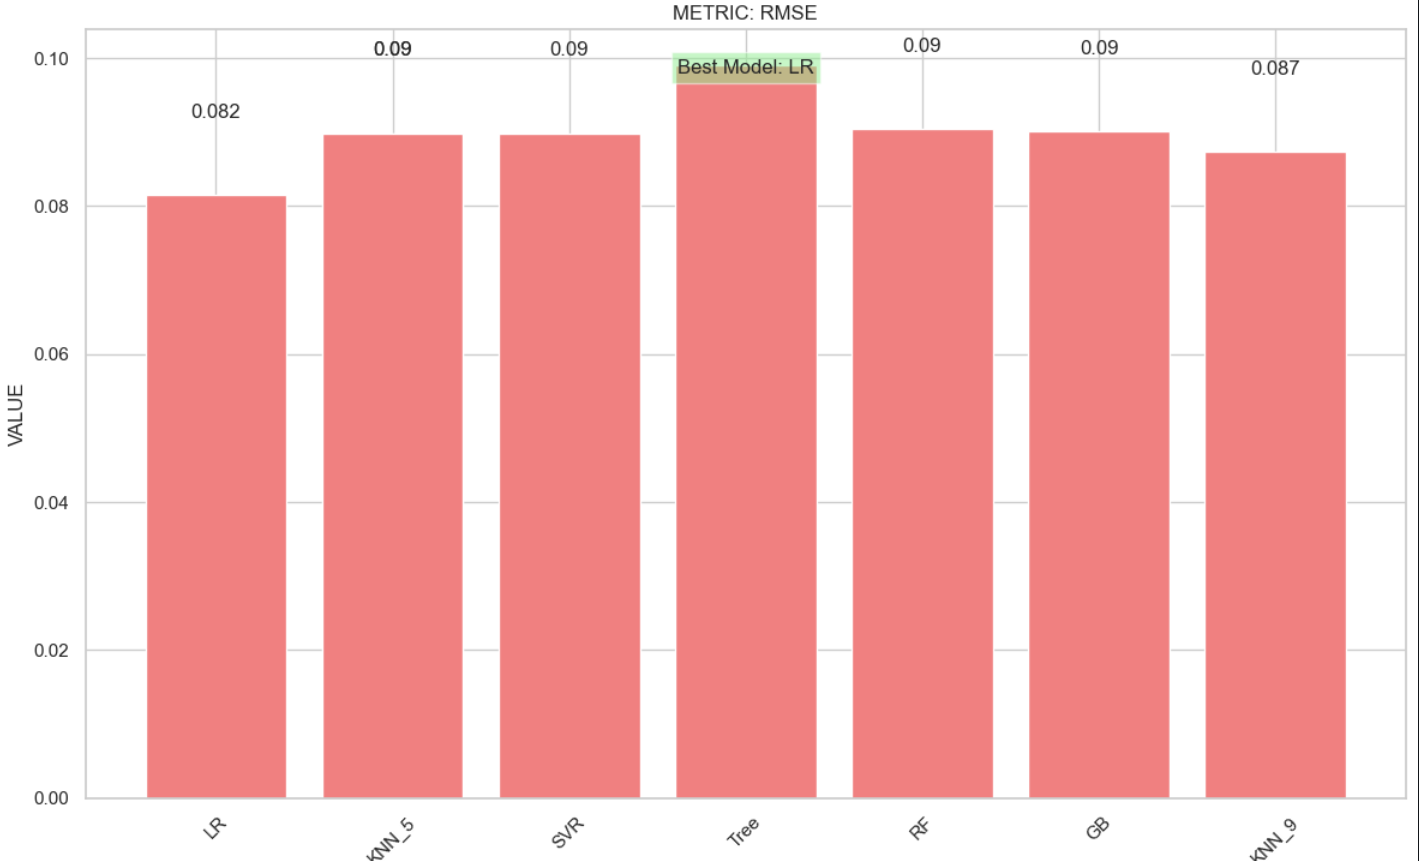 METRIC: RMSE
0.10
0.09
0.09
0.09
0.09
Best Model: LR
0.087
0.082
0.08
0.06
VALUE
0.04
0.02
0.00
LR
KNN_5
SVR
Tree
RF
GB
KNN_9